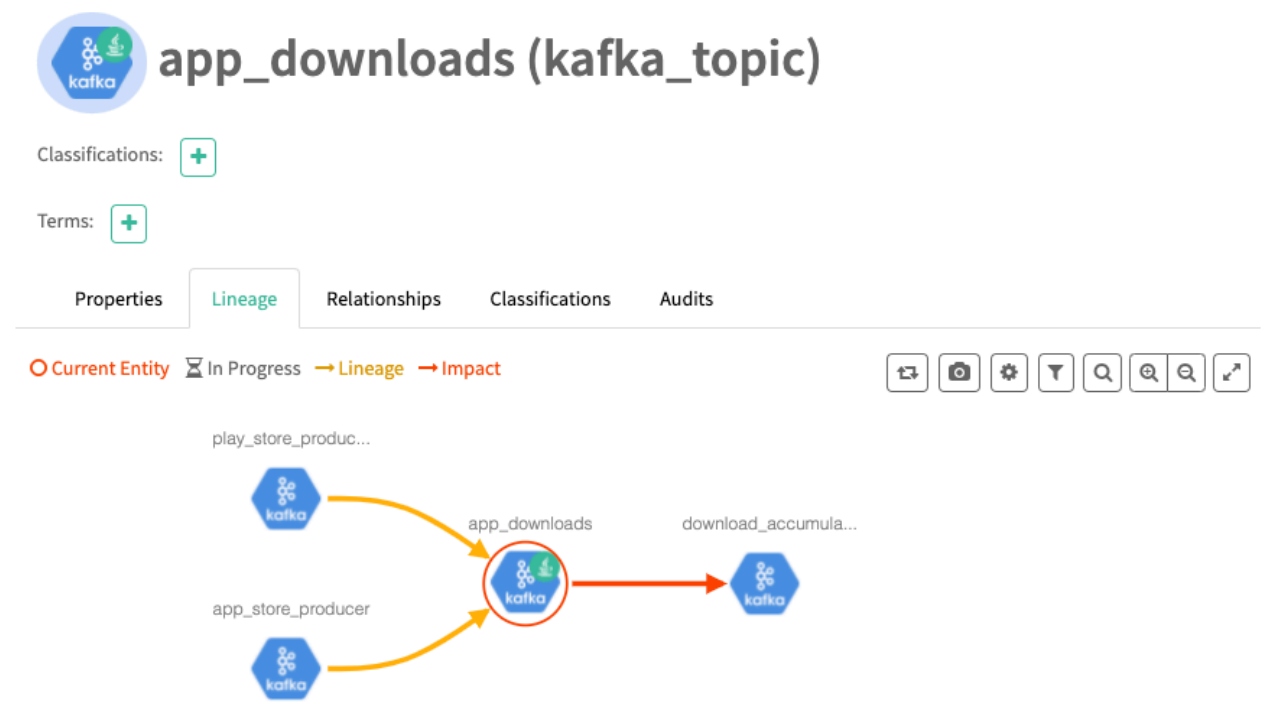 kafka
app_downloads (kafka_topic)
Classifications:
Terms:
Properties Lineage Relationships Classifications Audits
Current Entity In Progress Lineage Impact
play_store_produc...
kafka
app_downloads
kafka
download_accumula...
kafka
app_store_producer
kafka